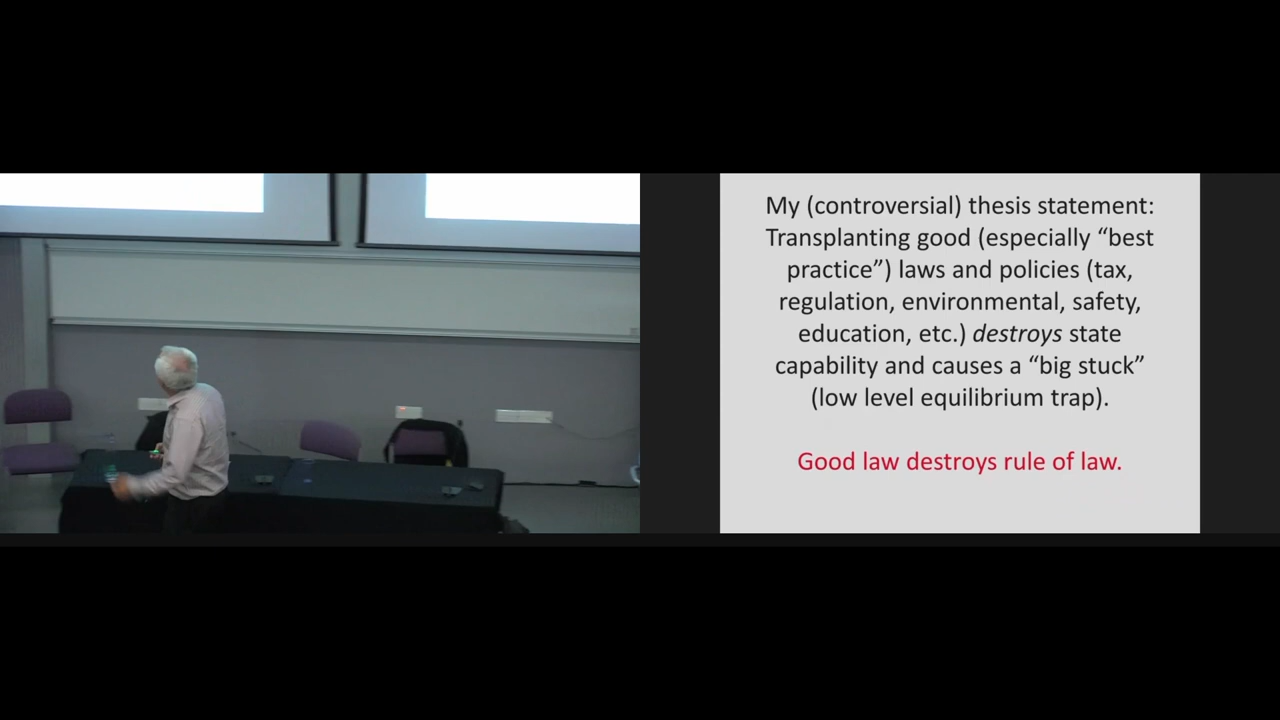 My (controversial) thesis statement:
Transplanting good (especially “best
practice”) laws and policies (tax,
regulation, environmental, safety,
education, etc.) destroys state
capability and causes a “big stuck”
(low level equilibrium trap).
Good law destroys rule of law.